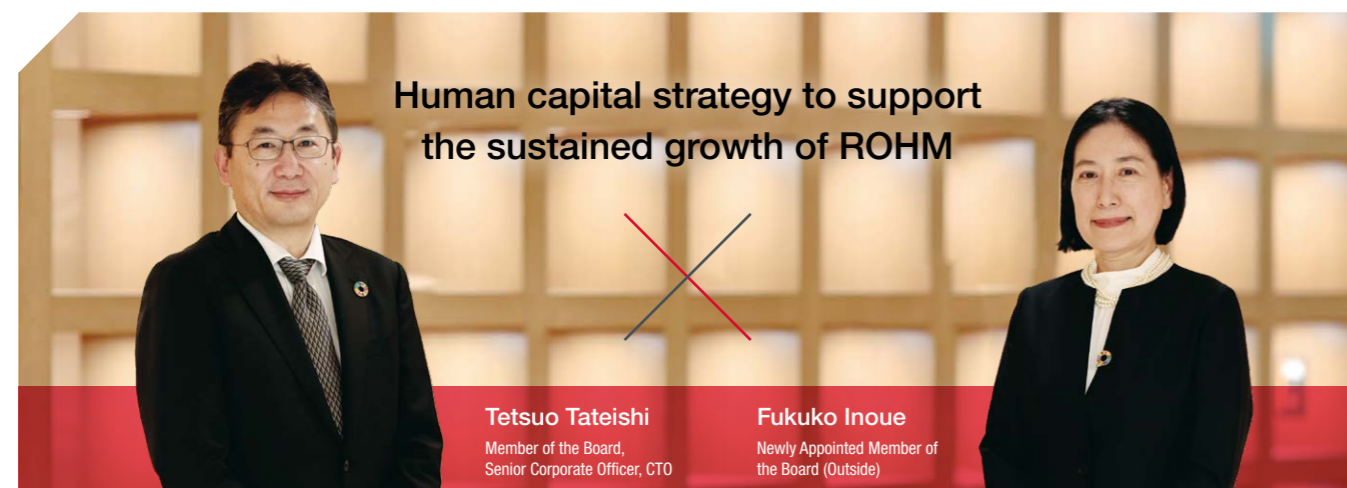 Human capital strategy to support
the sustained growth of ROHM
Tetsuo Tateishi
Member of the Board,
Senior Corporate Officer, CTO
Fukuko Inoue
Newly Appointed Member of
the Board (Outside)